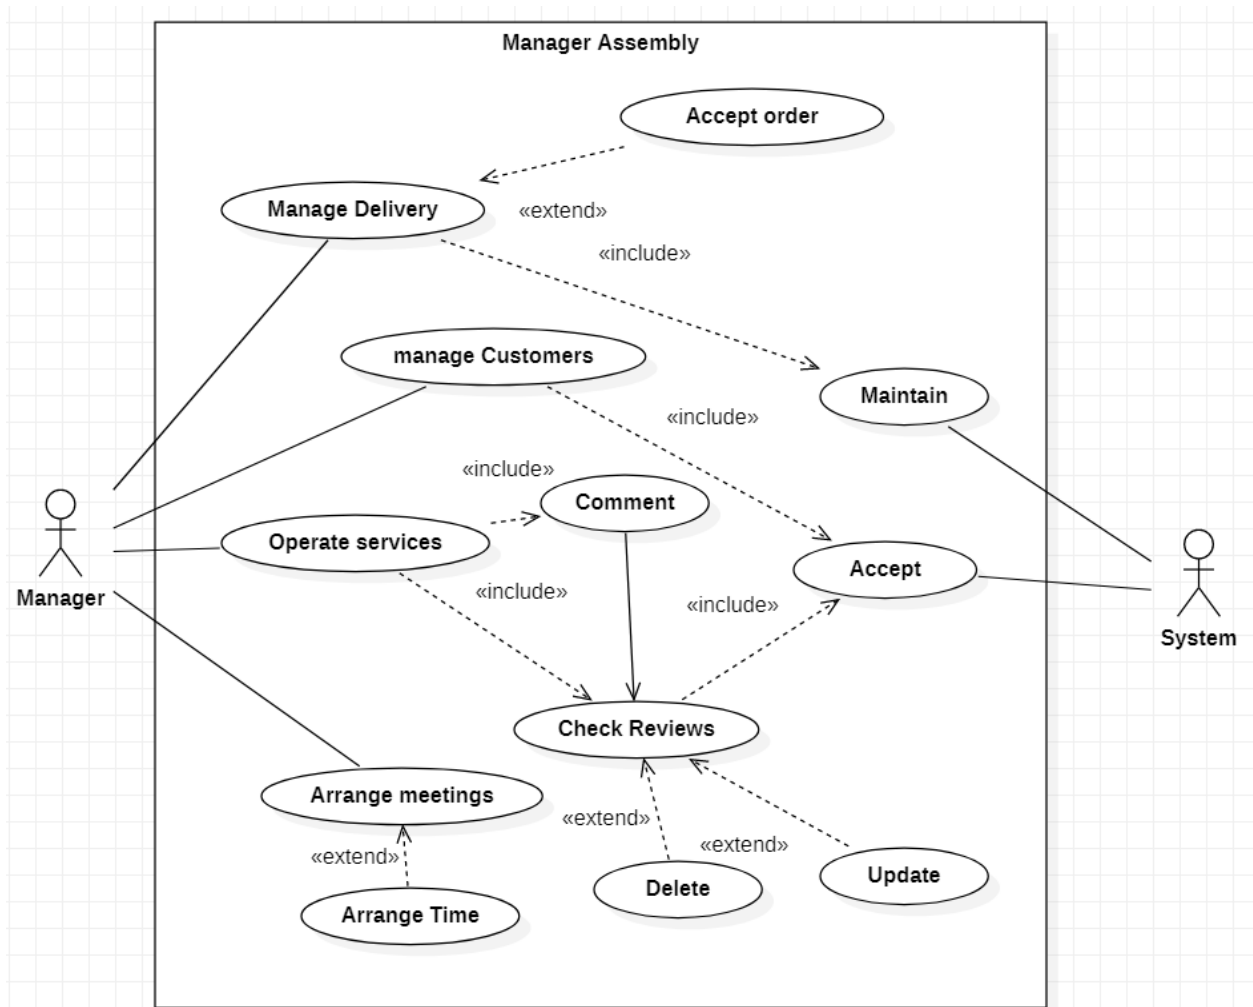 Manager Assembly
Accept order
Manage Delivery
«extend»
«include»
manage Customers
Maintain
«include»
«include»
Comment
Operate services
Accept
«include»
«include»
Manager
System
Check Reviews
Arrange meetings
«extend»
«extend»
«extend»
Update
Delete
Arrange Time